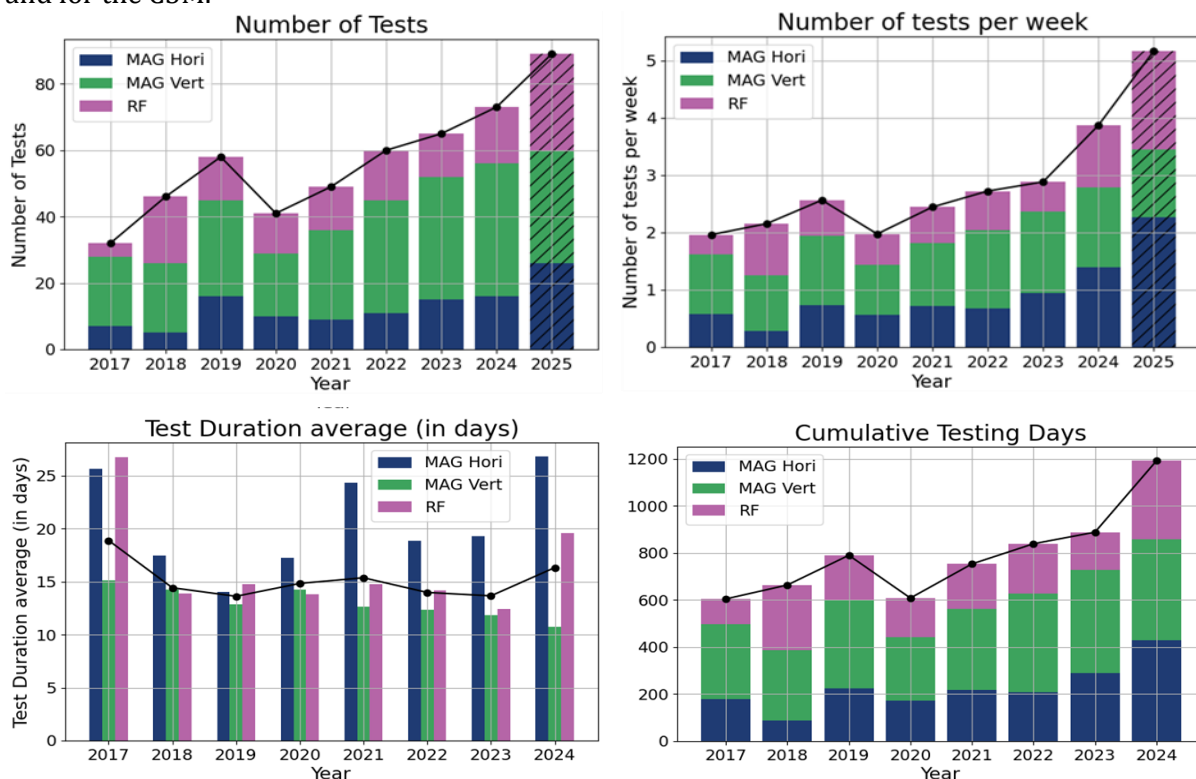 and for the CSM.
Number of Tests
MAG Hori
MAG Vert
RF
Number of Tests
80
60
40
20
0
2017 2018 2019 2020 2021 2022 2023 2024 2025
Year
Number of tests per week
MAG Hori
MAG Vert
RF
Number of tests per week
5
4
3
2
1
0
2017 2018 2019 2020 2021 2022 2023 2024 2025
Year
Test Duration average (in days)
MAG Hori
MAG Vert
RF
Test Duration average (in days)
25
20
15
10
5
0
2017 2018 2019 2020 2021 2022 2023 2024
Year
Cumulative Testing Days
MAG Hori
MAG Vert
RF
1200
1000
800
600
400
200
0
2017 2018 2019 2020 2021 2022 2023 2024
Year